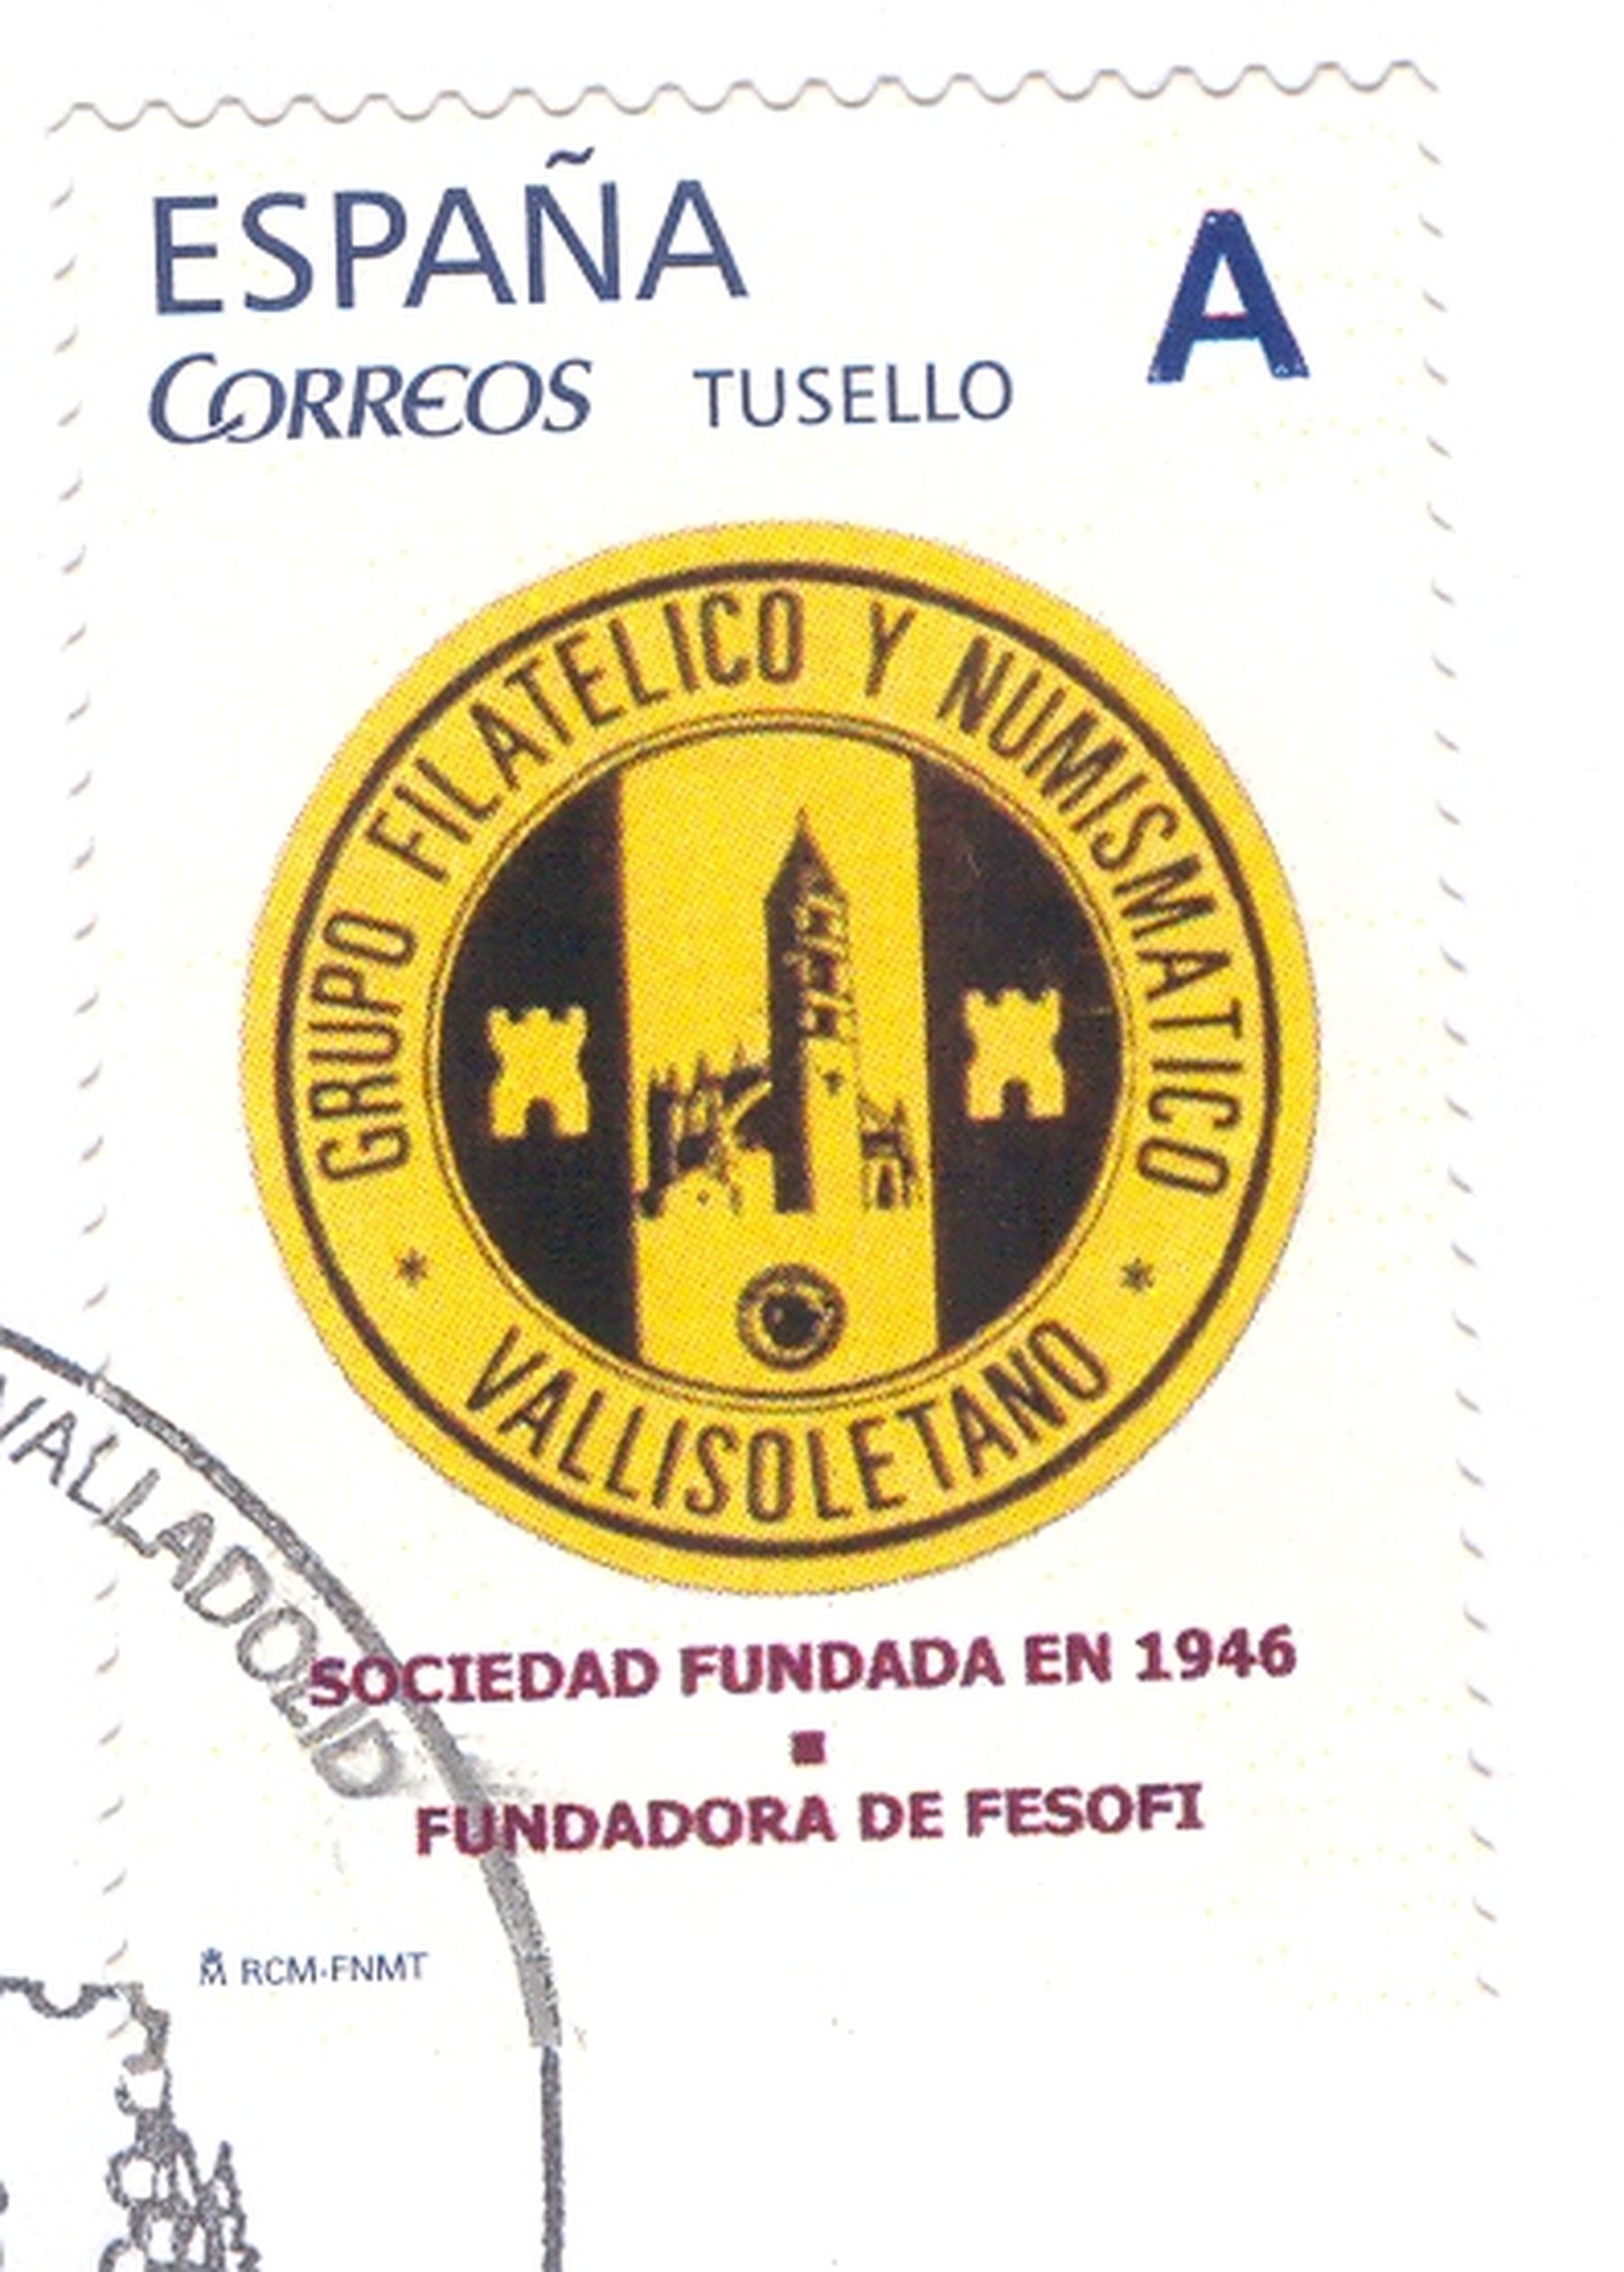 ESPAÑA
A
CORREOS TUSELLO
GRUPO FILATELICO Y NUMISMATICO
* VALLISOLETANO *
VALLADOLID
SOCIEDAD FUNDADA EN 1946
FUNDADORA DE FESOFI
RCM-FNMT